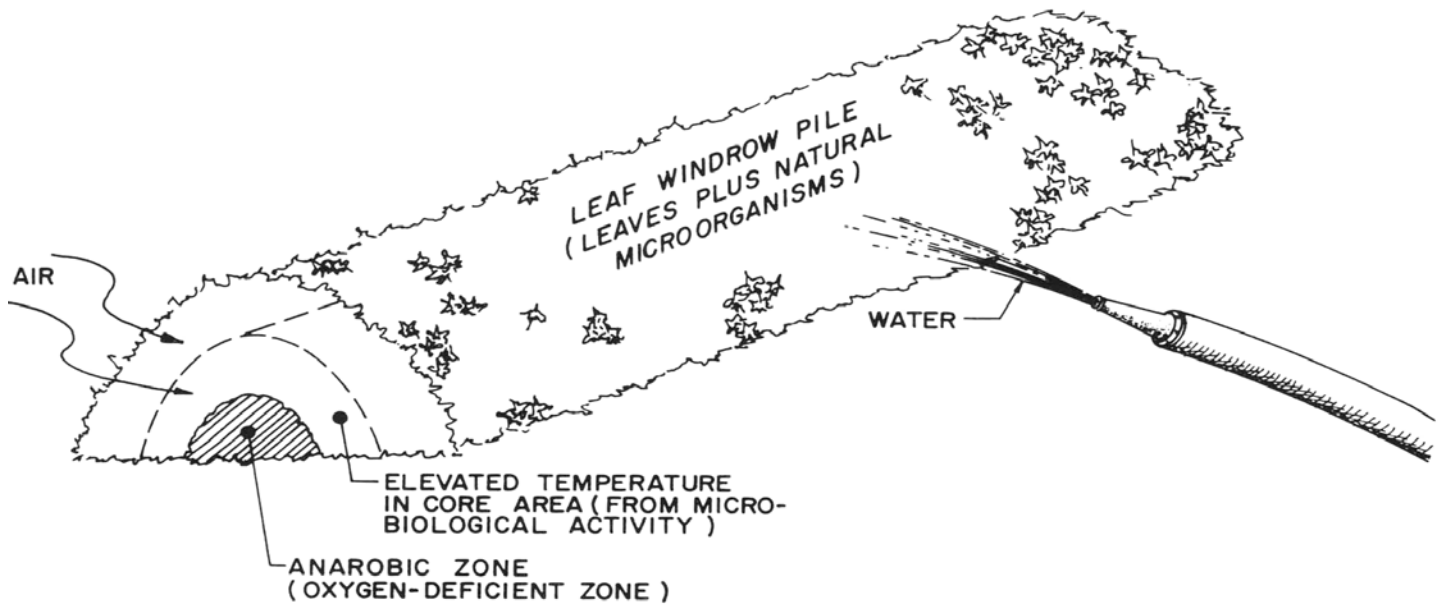 LEAF WINDROW PILE
(LEAVES PLUS NATURAL
MICROORGANISMS)
AIR
WATER
ELEVATED TEMPERATURE
IN CORE AREA (FROM MICRO-
BIOLOGICAL ACTIVITY)
ANAROBIC ZONE
(OXYGEN-DEFICIENT ZONE)